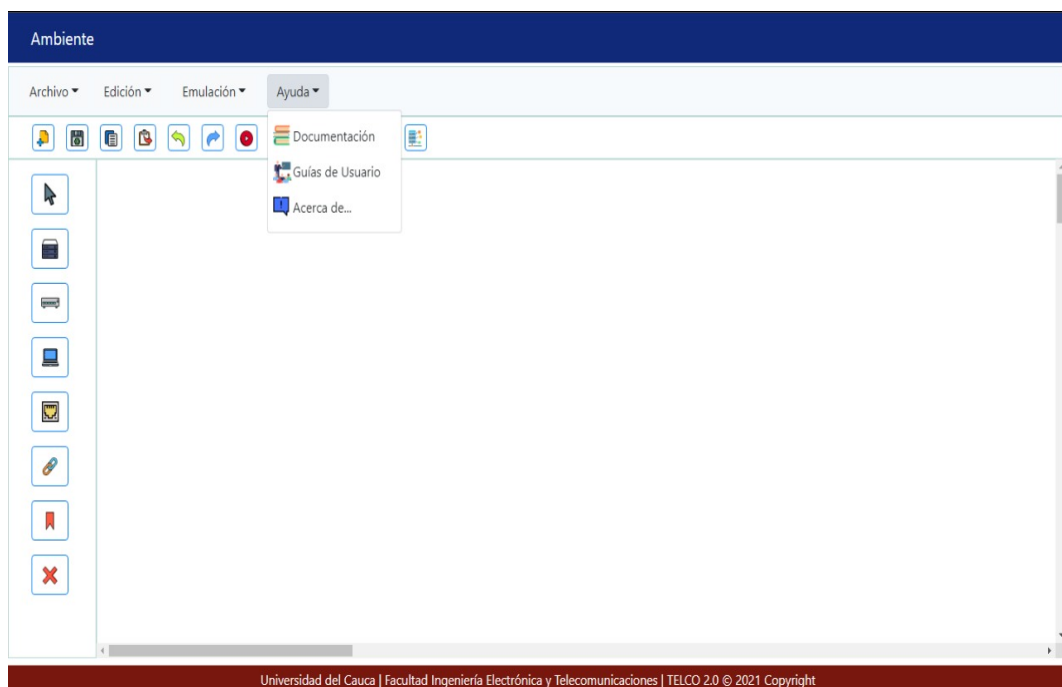 Ambiente
Archivo Edición Emulación Ayuda
Documentación
Guías de Usuario
Acerca de...
Universidad del Cauca | Facultad Ingeniería Electrónica y Telecomunicaciones | TELCO 2.0 © 2021 Copyright